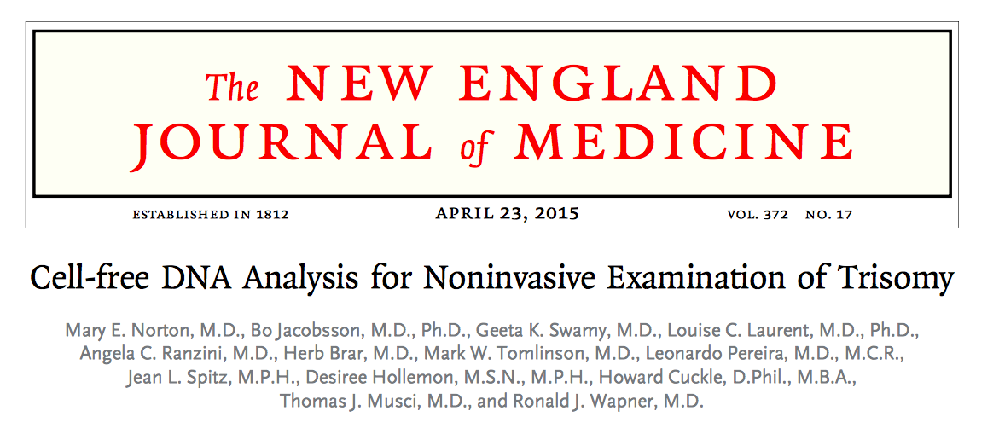 The NEW ENGLAND
JOURNAL of MEDICINE
ESTABLISHED IN 1812 APRIL 23, 2015 VOL. 372 NO. 17
Cell-free DNA Analysis for Noninvasive Examination of Trisomy
Mary E. Norton, M.D., Bo Jacobsson, M.D., Ph.D., Geeta K. Swamy, M.D., Louise C. Laurent, M.D., Ph.D.,
Angela C. Ranzini, M.D., Herb Brar, M.D., Mark W. Tomlinson, M.D., Leonardo Pereira, M.D., M.C.R.,
Jean L. Spitz, M.P.H., Desiree Hollemon, M.S.N., M.P.H., Howard Cuckle, D.Phil., M.B.A.,
Thomas J. Musci, M.D., and Ronald J. Wapner, M.D.